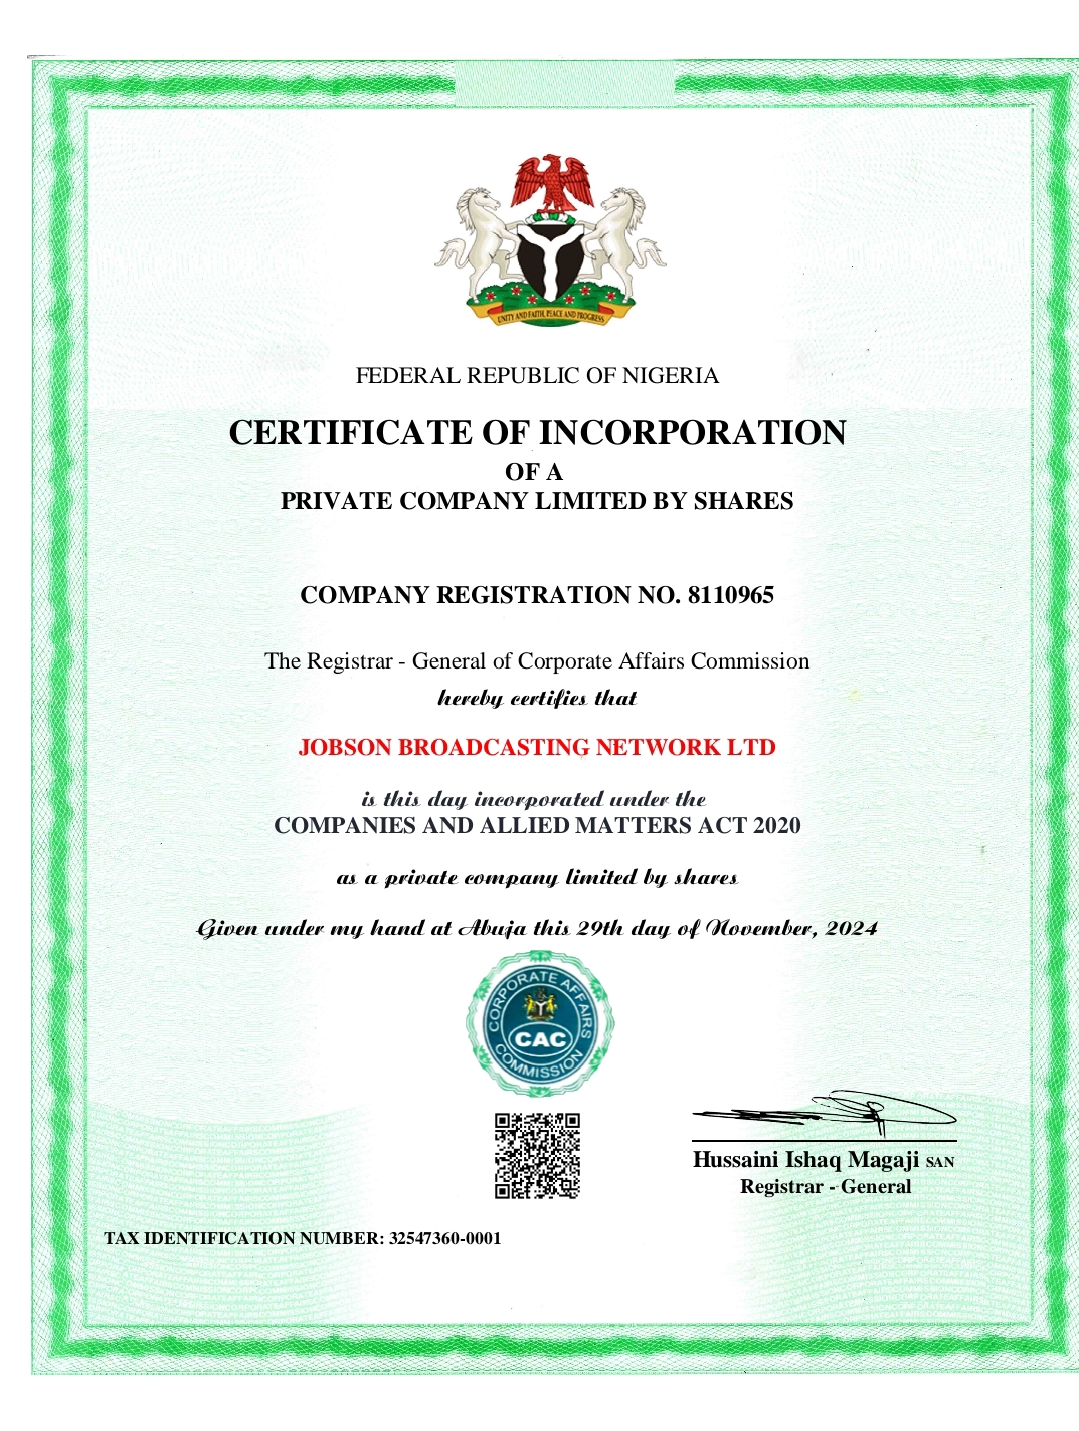 UNITY AND FAITH, PEACE AND PROGRESS
FEDERAL REPUBLIC OF NIGERIA
CERTIFICATE OF INCORPORATION
OF A
PRIVATE COMPANY LIMITED BY SHARES
COMPANY REGISTRATION NO. 8110965
The Registrar - General of Corporate Affairs Commission
hereby certifies that
JOBSON BROADCASTING NETWORK LTD
is this day incorporated under the
COMPANIES AND ALLIED MATTERS ACT 2020
as a private company limited by shares
Given under my hand at Abuja this 29th day of November, 2024
CORPORATE AFFAIRS
CAC
COMMISSION
Hussaini Ishaq Magaji SAN
Registrar - General
TAX IDENTIFICATION NUMBER: 32547360-0001